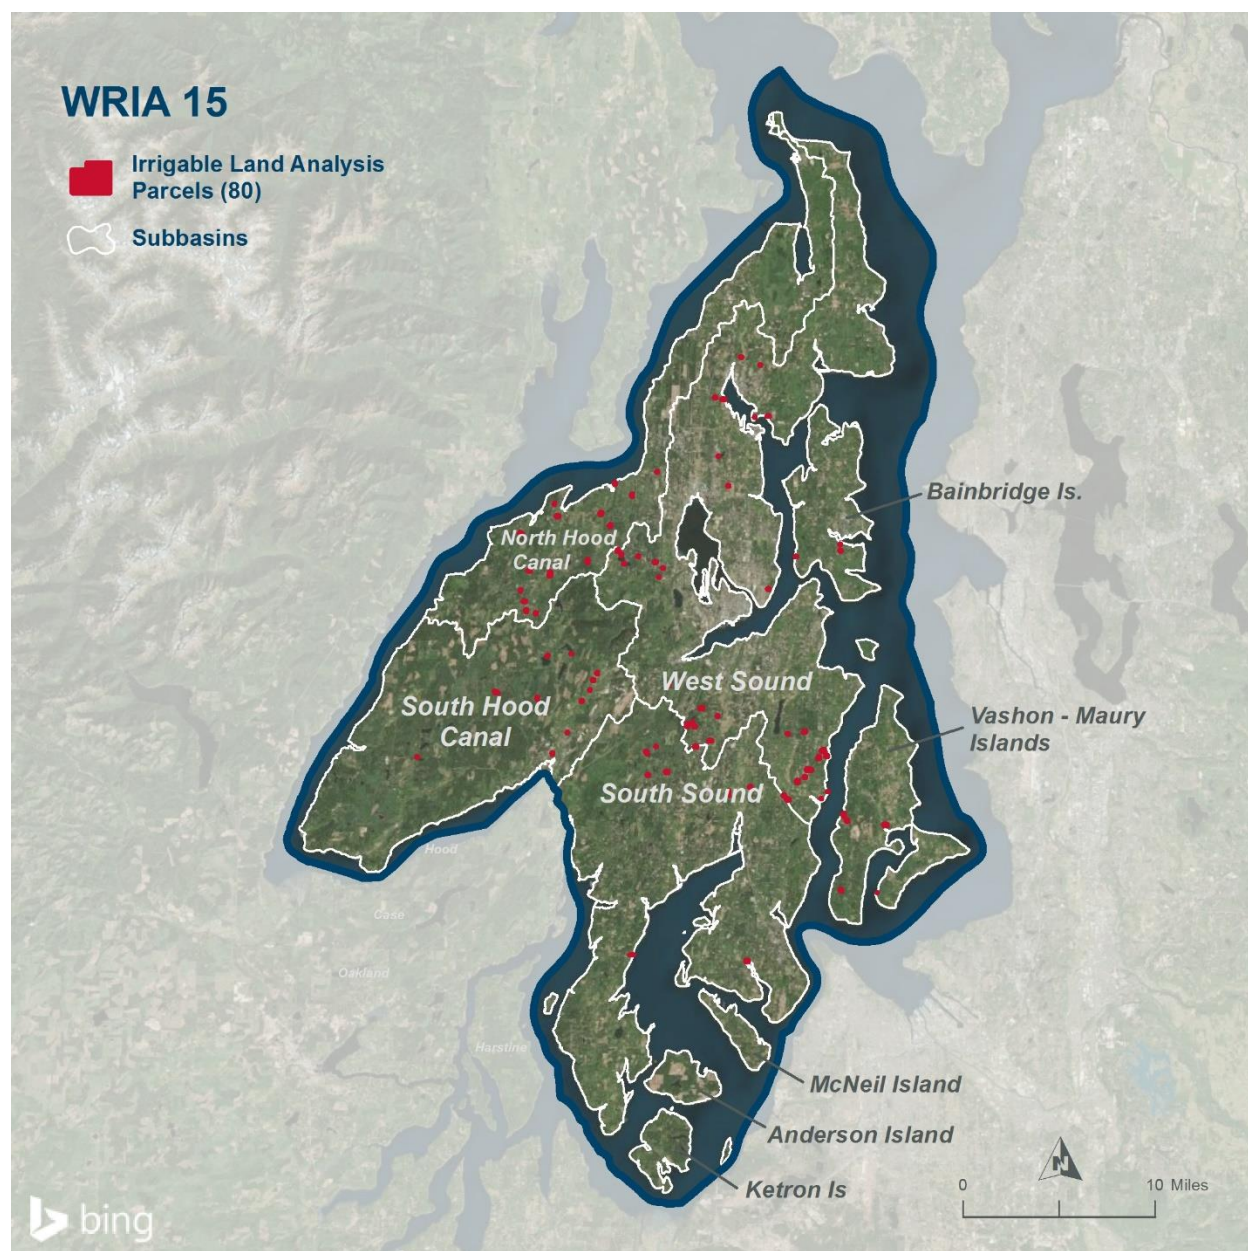 WRIA 15
Irrigable Land Analysis
Parcels (80)
Subbasins
Bainbridge Is.
North Hood
Canal
West Sound
South Hood
Canal
Vashon - Maury
Islands
South Sound
Hood
Case
Oakland
Harstine
McNeil Island
Anderson Island
Ketron Is
N
0
10 Miles
bing